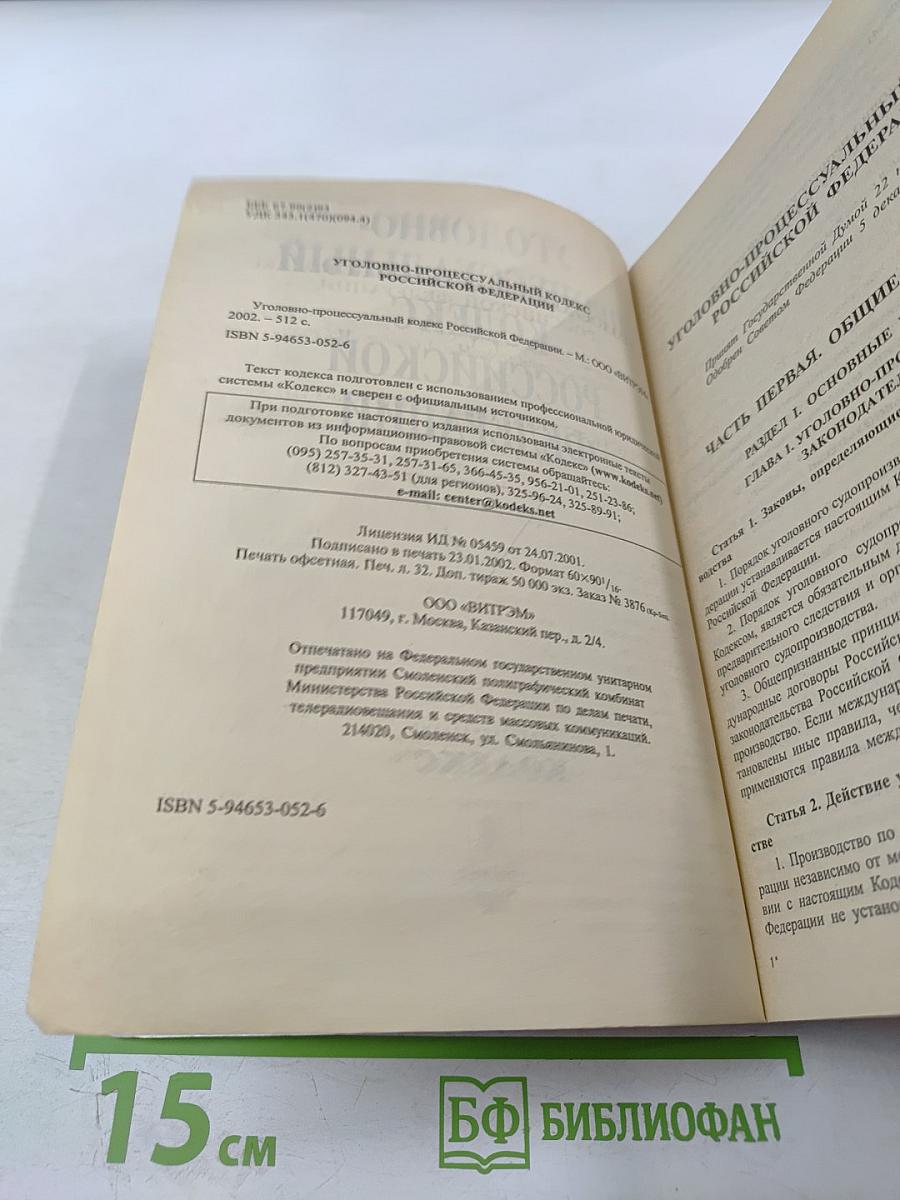 УДК 343.1(470)(094.4)
УГОЛОВНО-ПРОЦЕССУАЛЬНЫЙ КОДЕКС
РОССИЙСКОЙ ФЕДЕРАЦИИ
Уголовно-процессуальный кодекс Российской Федерации. – М.: ООО «ВИТРЭМ»,
2002. – 512 с.
ISBN 5-94653-052-6
Текст кодекса подготовлен с использованием профессиональной юридической
системы «Кодекс» и сверен с официальным источником.
При подготовке настоящего издания использованы электронные тексты
документов из информационно-правовой системы «Кодекс» (www.kodeks.net)
По вопросам приобретения системы обращайтесь:
(095) 257-35-31, 257-31-65, 366-45-35, 956-21-01, 251-23-86;
(812) 327-43-51 (для регионов), 325-96-24, 325-89-91;
e-mail: center@kodeks.net
Лицензия ИД № 05459 от 24.07.2001.
Подписано в печать 23.01.2002. Формат 60×90¹/₁₆.
Печать офсетная. Печ. л. 32. Доп. тираж 50 000 экз. Заказ № 3876
ООО «ВИТРЭМ»
117049, г. Москва, Казанский пер., д. 2/4.
Отпечатано на Федеральном государственном унитарном
предприятии Смоленский полиграфический комбинат
Министерства Российской Федерации по делам печати,
телерадиовещания и средств массовых коммуникаций.
214020, Смоленск, ул. Смольянинова, 1.
ISBN 5-94653-052-6
УГОЛОВНО-ПРОЦЕССУАЛЬНЫЙ
РОССИЙСКОЙ ФЕДЕРА
Принят Государственной Думой 22
Одобрен Советом Федерации 5 дека
ЧАСТЬ ПЕРВАЯ. ОБЩИЕ
РАЗДЕЛ I. ОСНОВНЫЕ
ГЛАВА 1. УГОЛОВНО-ПРО
ЗАКОНОДАТЕЛ
Статья 1. Законы, определяющие
водства
1. Порядок уголовного судопроизв
дерации устанавливается настоящим К
Российской Федерации.
2. Порядок уголовного судопро
Кодексом, является обязательным д
предварительного следствия и орг
уголовного судопроизводства.
3. Общепризнанные принци
дународные договоры Российск
законодательства Российской
производство. Если междунар
тановлены иные правила, че
применяются правила межд
Статья 2. Действие у
стве
1. Производство по
рации независимо от ме
вии с настоящим Коде
Федерации не устано
1*
15 см
БФ БИБЛИОФАН